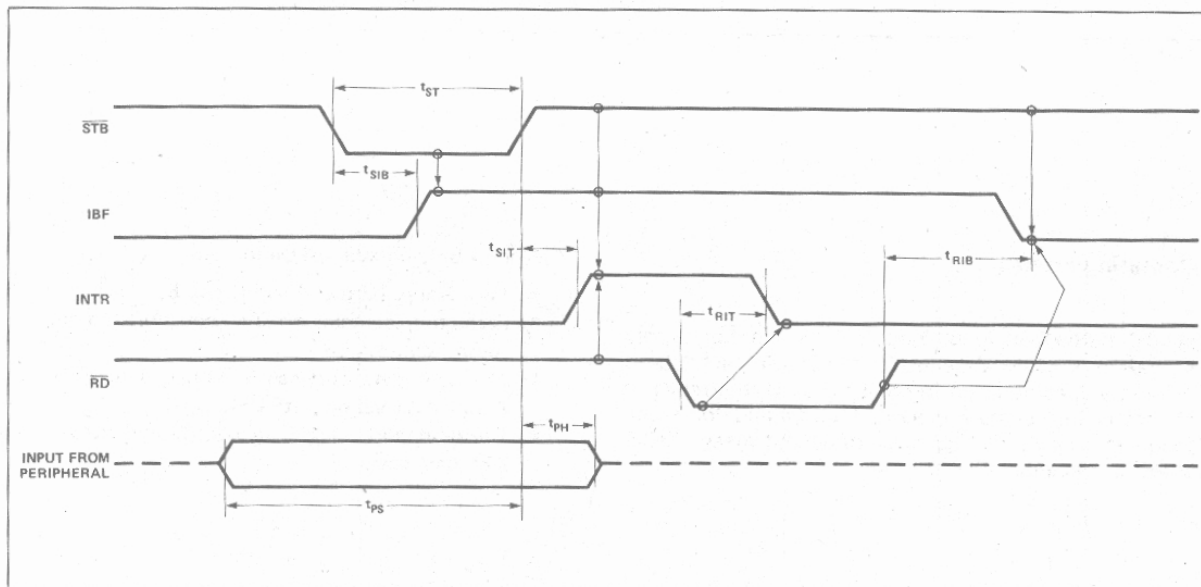 tST
STB
tSIB
IBF
tSIT
tRIB
INTR
tRIT
RD
tPH
INPUT FROM
PERIPHERAL
tPS